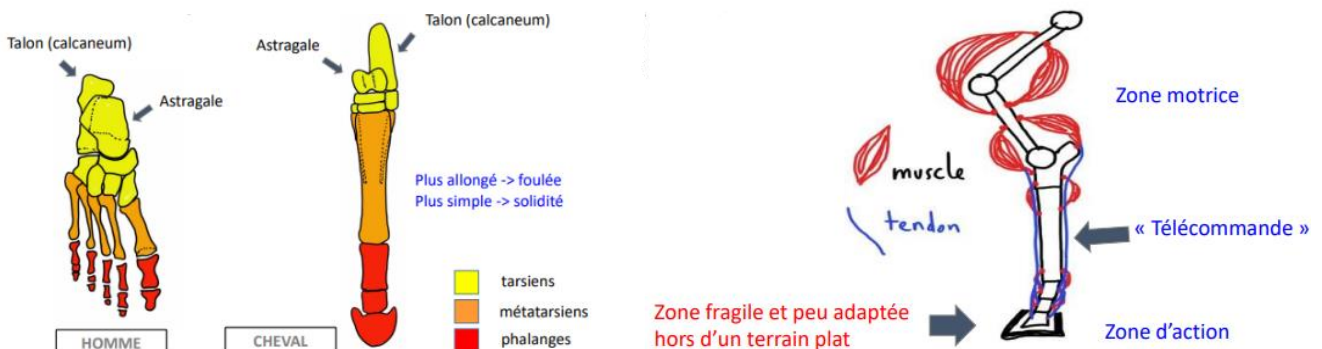 Talon (calcaneum)
Astragale
HOMME
Talon (calcaneum)
Astragale
Plus allongé -> foulée
Plus simple -> solidité
CHEVAL
tarsiens
métatarsiens
phalanges
muscle
tendon
Zone motrice
« Télécommande »
Zone fragile et peu adaptée
hors d'un terrain plat
Zone d'action